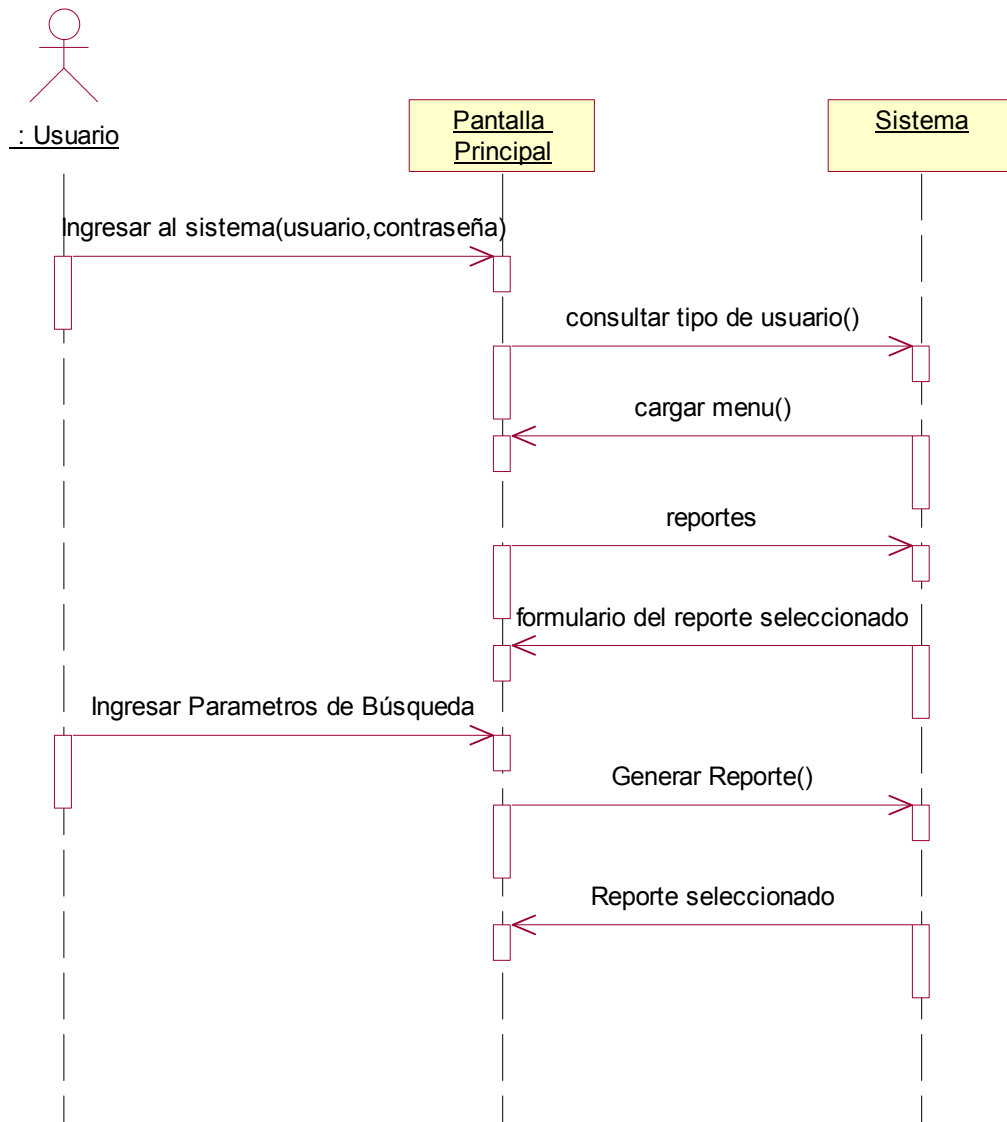 : Usuario
Pantalla
Principal
Sistema
Ingresar al sistema(usuario,contraseña)
consultar tipo de usuario()
cargar menu()
reportes
formulario del reporte seleccionado
Ingresar Parametros de Búsqueda
Generar Reporte()
Reporte seleccionado